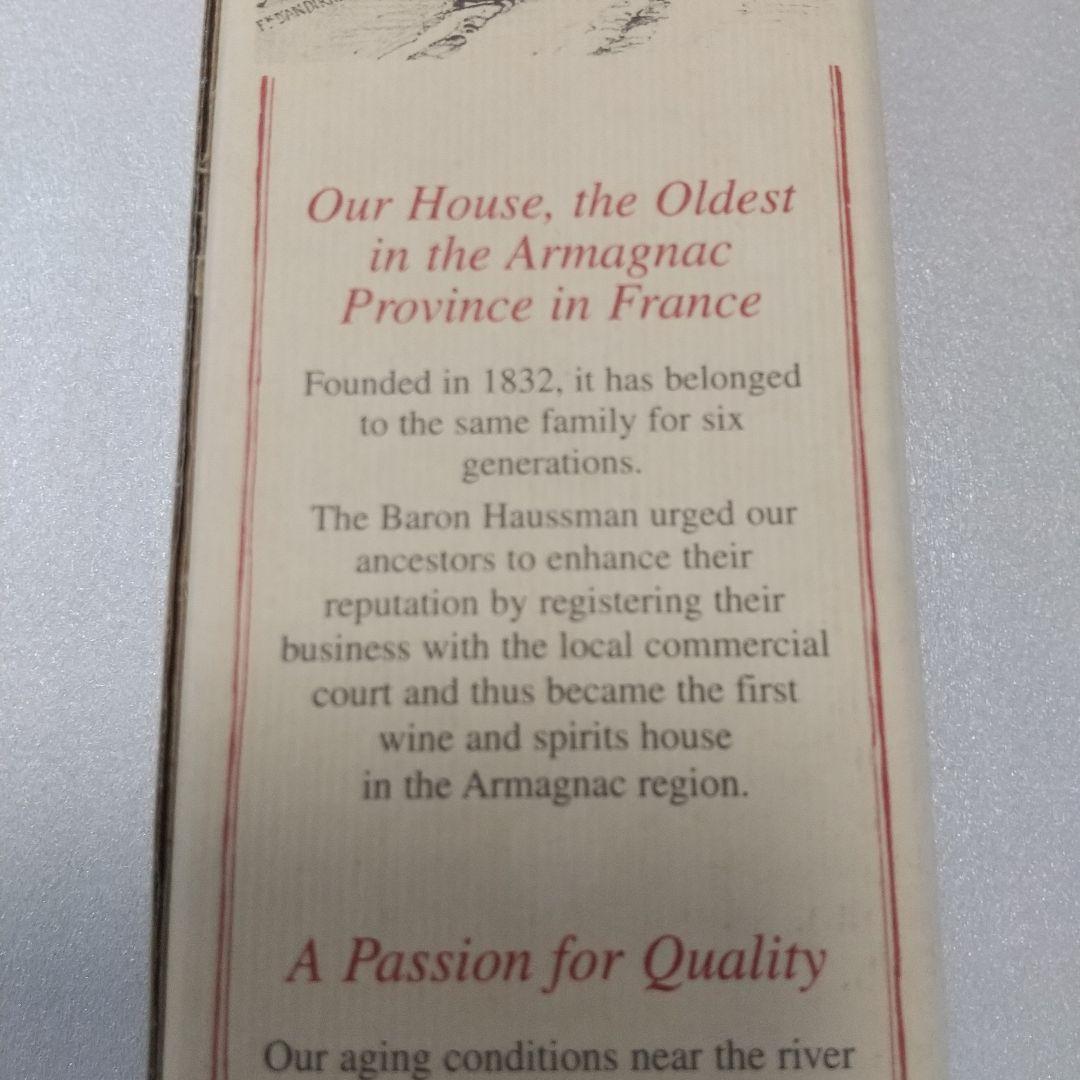 Our House, the Oldest
in the Armagnac
Province in France
Founded in 1832, it has belonged
to the same family for six
generations.
The Baron Haussman urged our
ancestors to enhance their
reputation by registering their
business with the local commercial
court and thus became the first
wine and spirits house
in the Armagnac region.
A Passion for Quality
Our aging conditions near the river